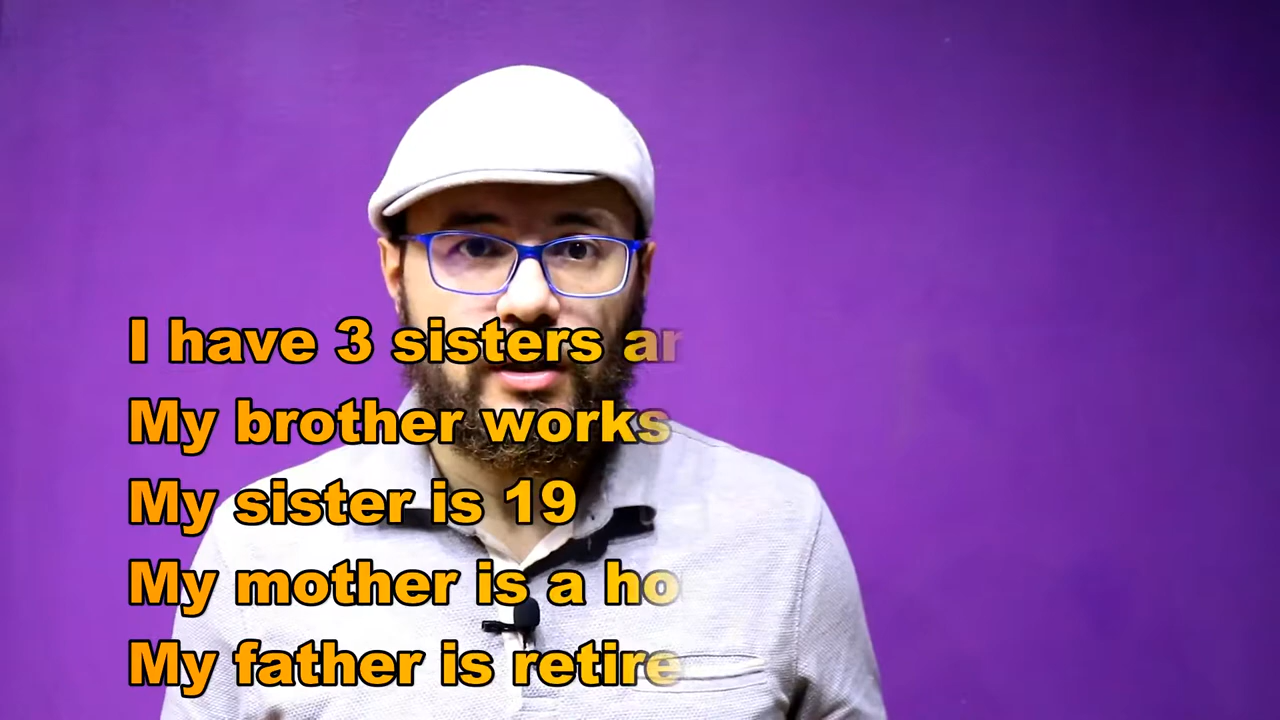 I have 3 sisters
My brother works
My sister is 19
My mother is a
My father is